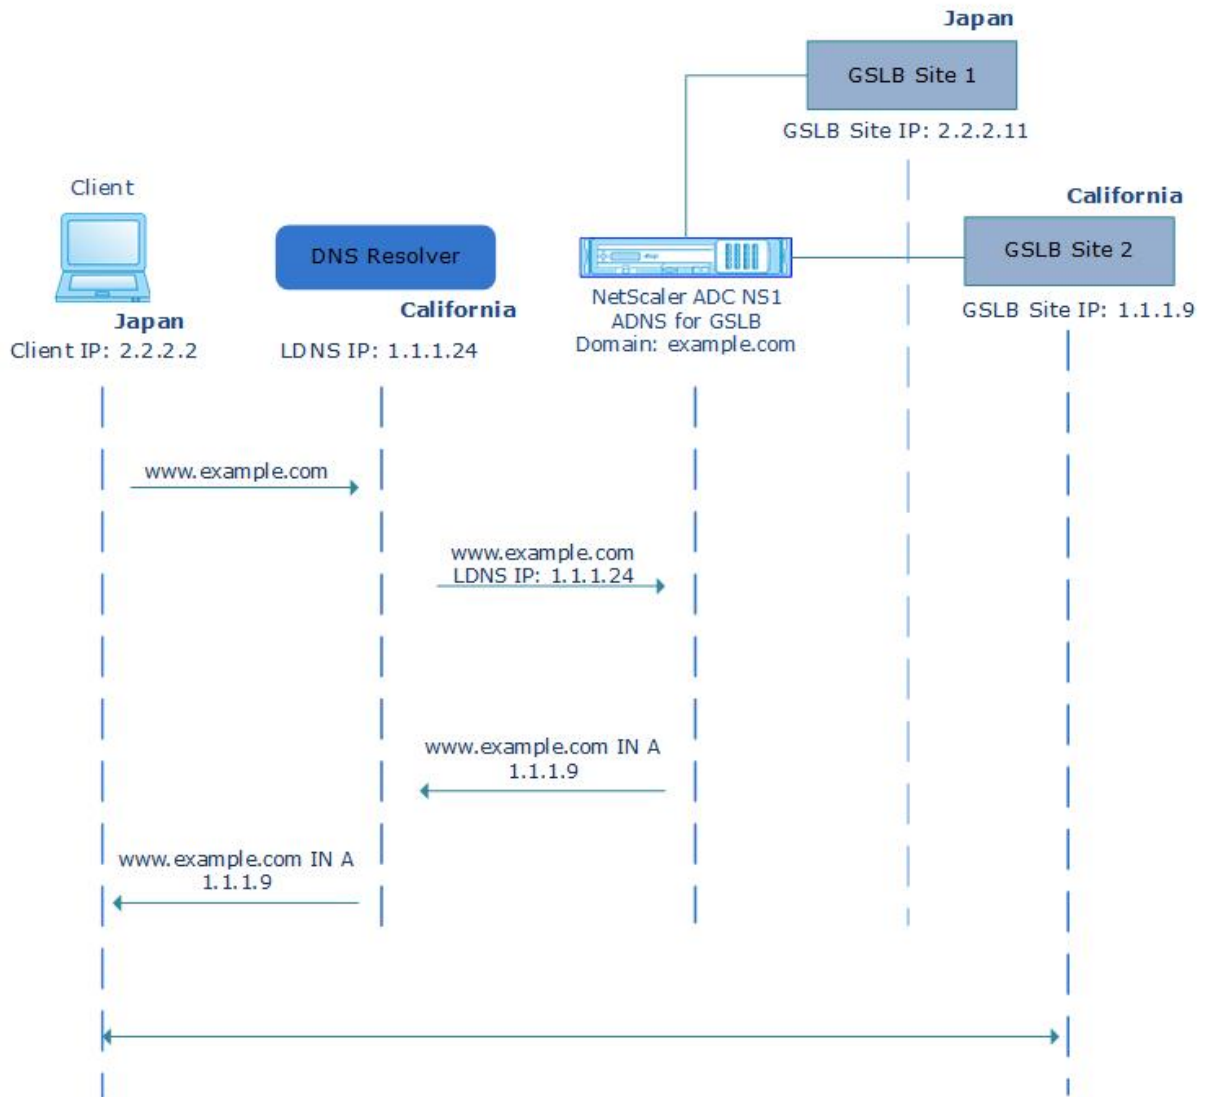 Japan
GSLB Site 1
GSLB Site IP: 2.2.2.11
Client
California
DNS Resolver
GSLB Site 2
Japan
California
NetScaler ADC NS1
ADNS for GSLB
Domain: example.com
GSLB Site IP: 1.1.1.9
Client IP: 2.2.2.2
LDNS IP: 1.1.1.24
www.example.com
www.example.com
LDNS IP: 1.1.1.24
www.example.com IN A
1.1.1.9
www.example.com IN A
1.1.1.9